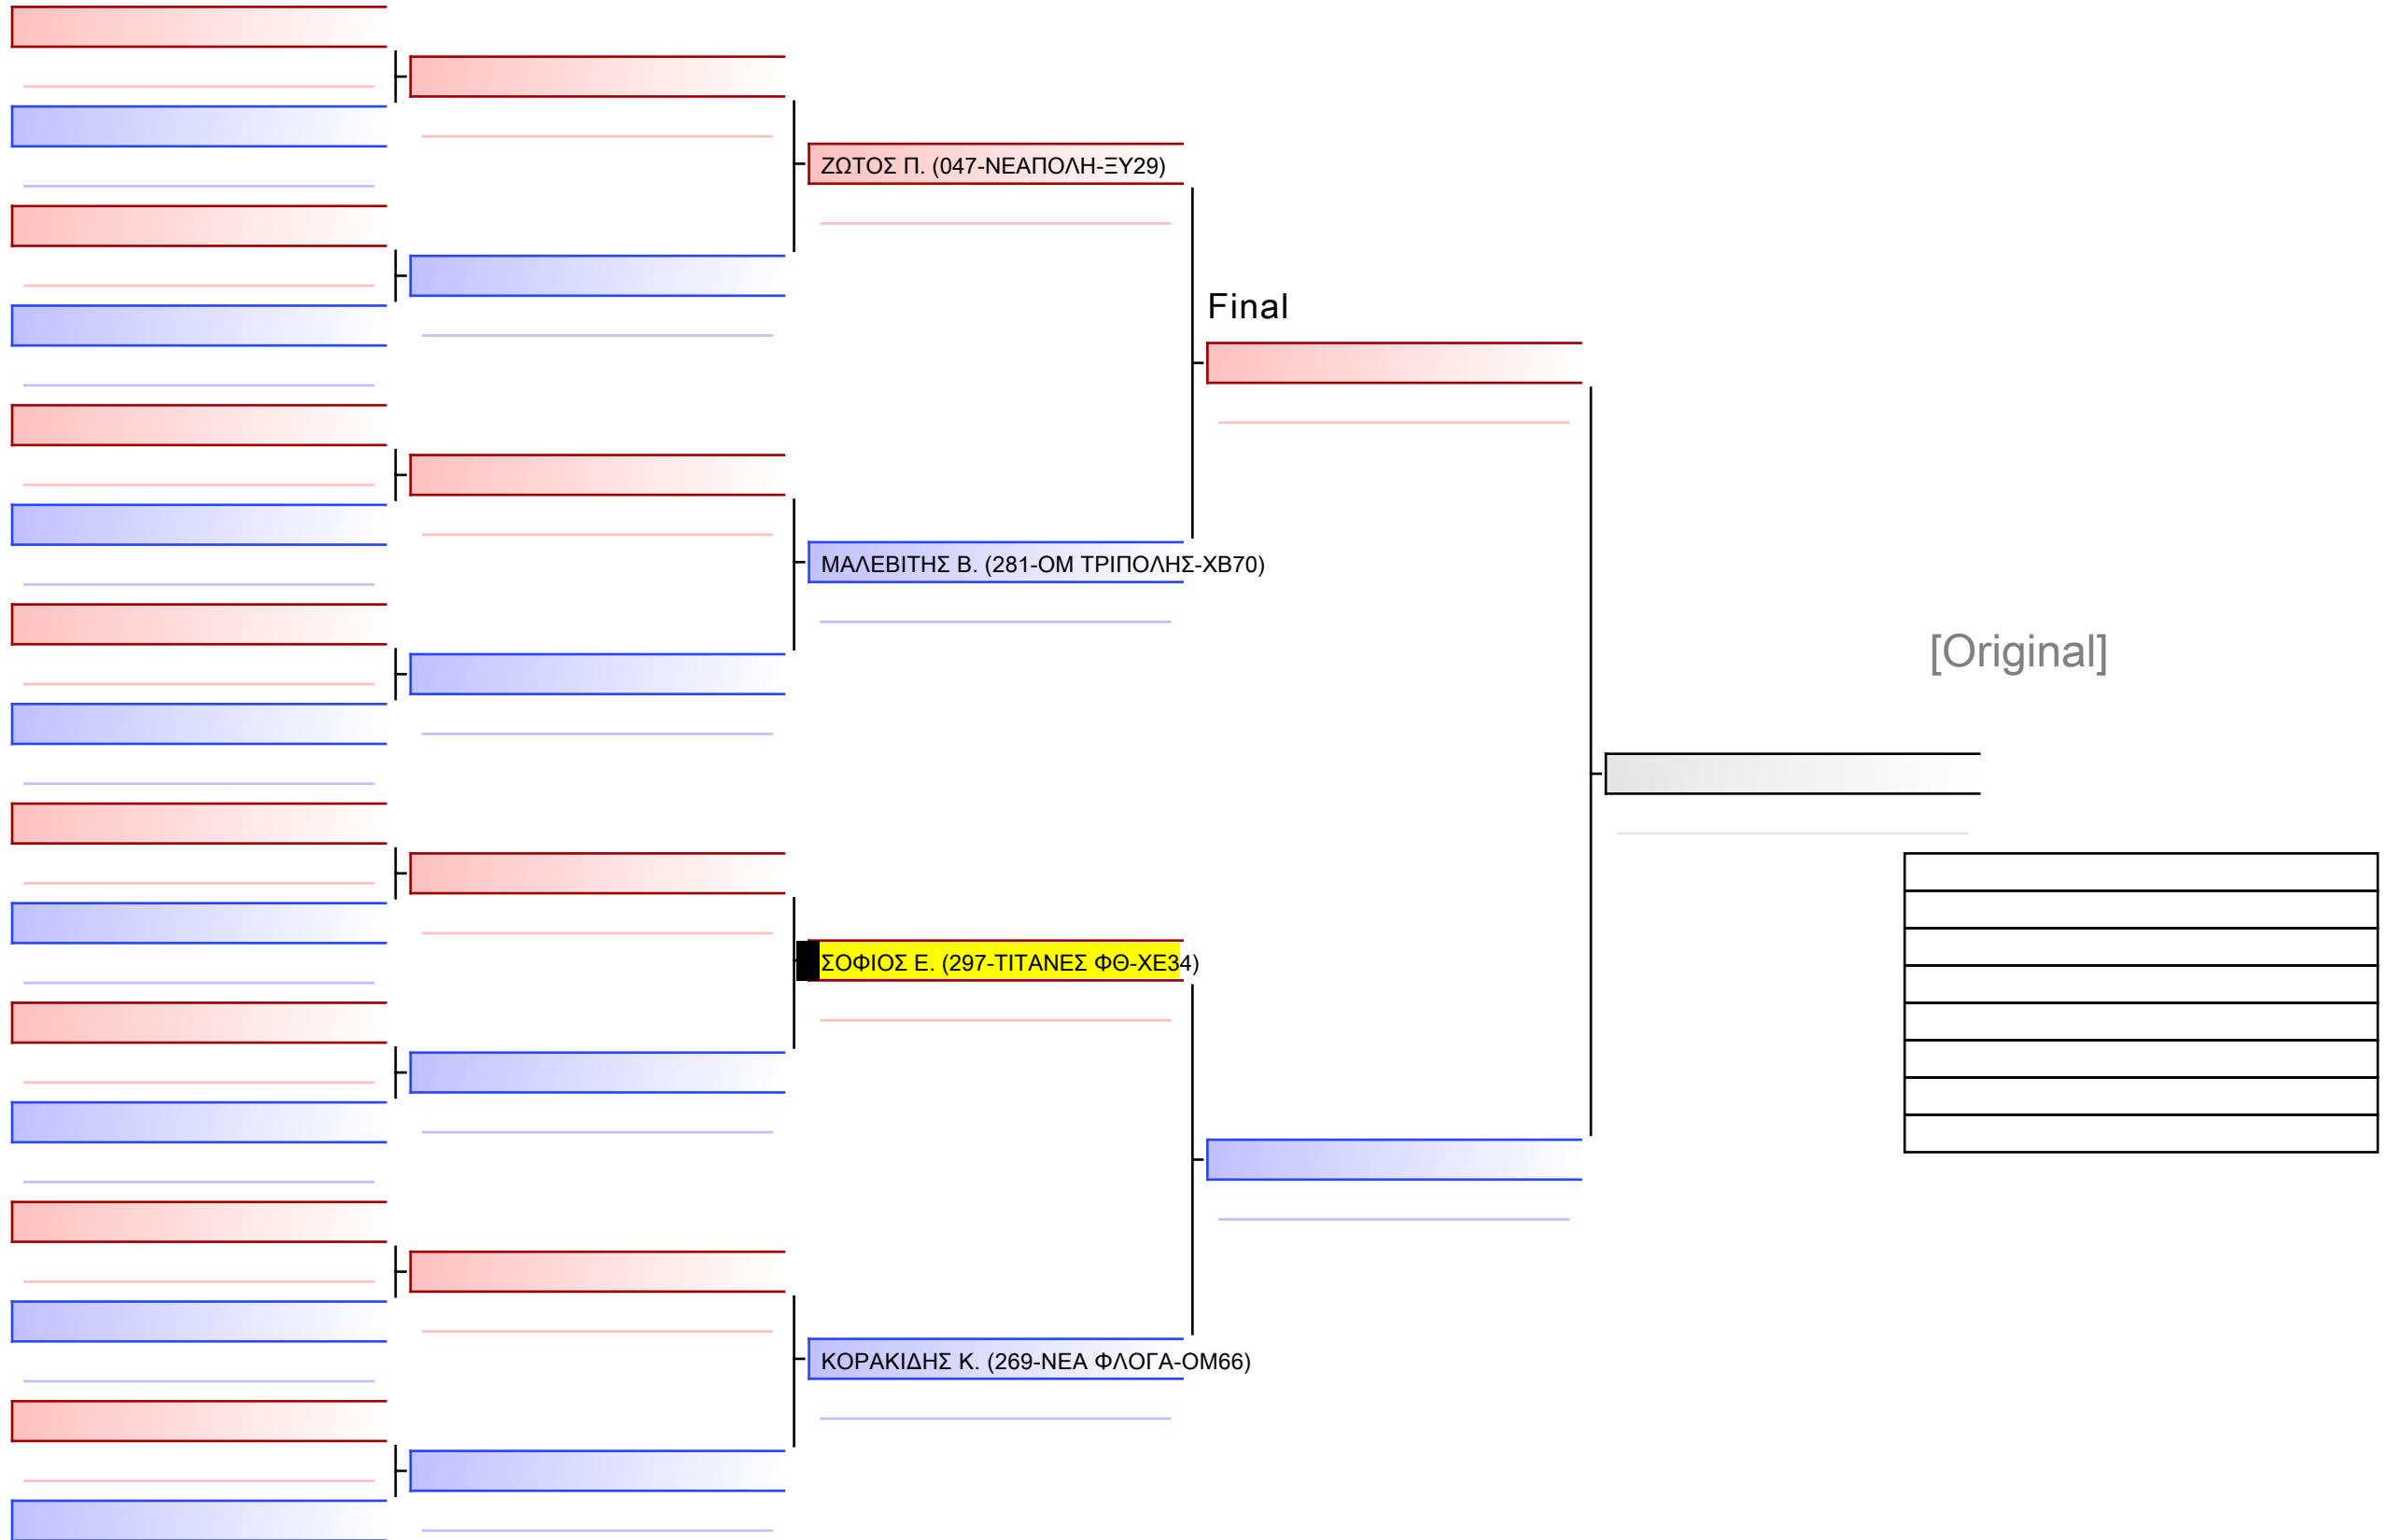 ΖΩΤΟΣ Π. (047-ΝΕΑΠΟΛΗ-ΞΥ29)
Final
ΜΑΛΕΒΙΤΗΣ Β. (281-ΟΜ ΤΡΙΠΟΛΗΣ-ΧΒ70)
[Original]
ΣΟΦΙΟΣ Ε. (297-ΤΙΤΑΝΕΣ ΦΘ-ΧΕ34)
ΚΟΡΑΚΙΔΗΣ Κ. (269-ΝΕΑ ΦΛΟΓΑ-ΟΜ66)